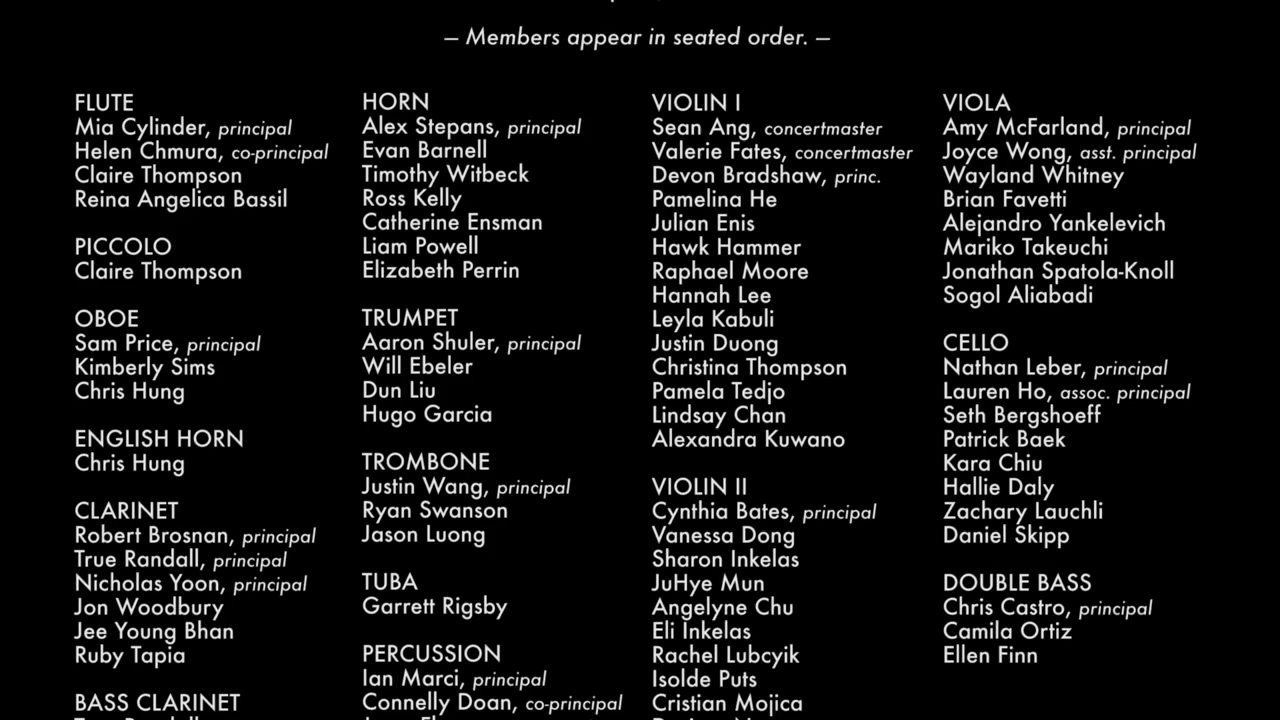 — Members appear in seated order. —
FLUTE
Mia Cylinder, principal
Helen Chmura, co-principal
Claire Thompson
Reina Angelica Bassil
PICCOLO
Claire Thompson
OBOE
Sam Price, principal
Kimberly Sims
Chris Hung
ENGLISH HORN
Chris Hung
CLARINET
Robert Brosnan, principal
True Randall, principal
Nicholas Yoon, principal
Jon Woodbury
Jee Young Bhan
Ruby Tapia
BASS CLARINET
HORN
Alex Stepans, principal
Evan Barnell
Timothy Witbeck
Ross Kelly
Catherine Ensman
Liam Powell
Elizabeth Perrin
TRUMPET
Aaron Shuler, principal
Will Ebeler
Dun Liu
Hugo Garcia
TROMBONE
Justin Wang, principal
Ryan Swanson
Jason Luong
TUBA
Garrett Rigsby
PERCUSSION
Ian Marci, principal
Connelly Doan, co-principal
VIOLIN I
Sean Ang, concertmaster
Valerie Fates, concertmaster
Devon Bradshaw, princ.
Pamelina He
Julian Enis
Hawk Hammer
Raphael Moore
Hannah Lee
Leyla Kabuli
Justin Duong
Christina Thompson
Pamela Tedjo
Lindsay Chan
Alexandra Kuwano
VIOLIN II
Cynthia Bates, principal
Vanessa Dong
Sharon Inkelas
JuHye Mun
Angelyne Chu
Eli Inkelas
Rachel Lubcyik
Isolde Puts
Cristian Mojica
VIOLA
Amy McFarland, principal
Joyce Wong, asst. principal
Wayland Whitney
Brian Favetti
Alejandro Yankelevich
Mariko Takeuchi
Jonathan Spatola-Knoll
Sogol Aliabadi
CELLO
Nathan Leber, principal
Lauren Ho, assoc. principal
Seth Bergshoeff
Patrick Baek
Kara Chiu
Hallie Daly
Zachary Lauchli
Daniel Skipp
DOUBLE BASS
Chris Castro, principal
Camila Ortiz
Ellen Finn